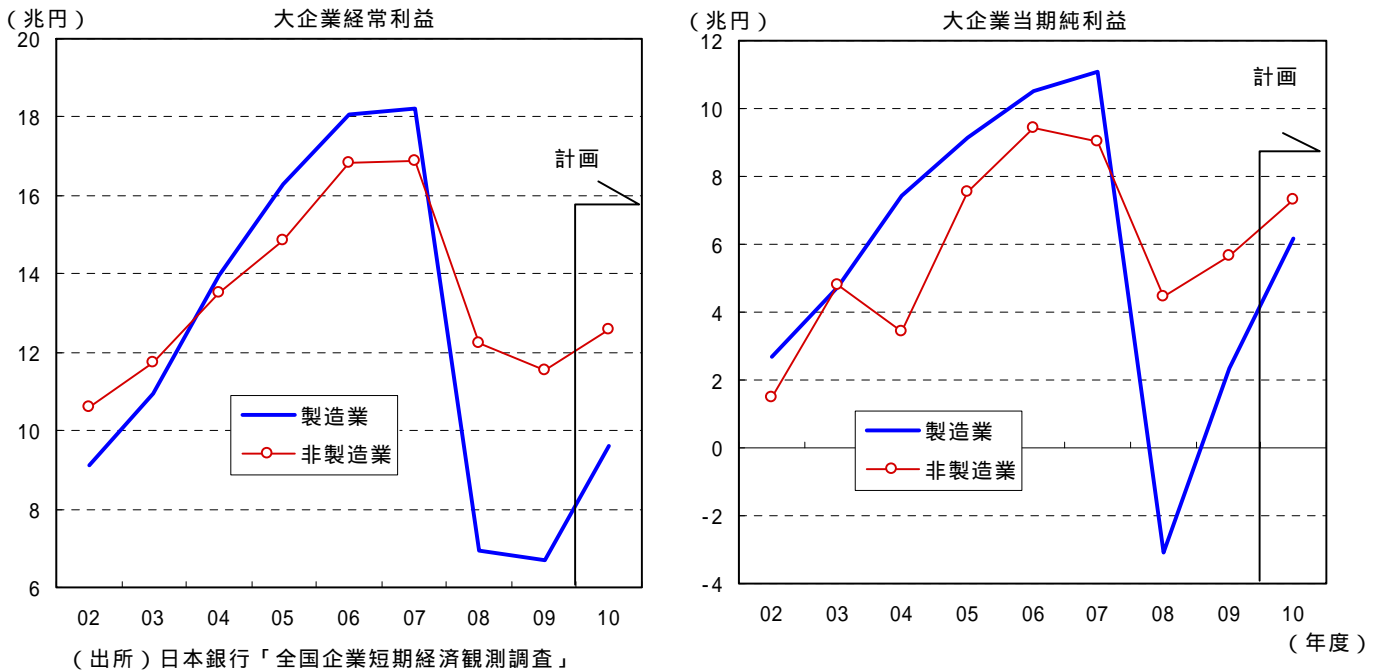 大企業経常利益
(兆円)
20
18
16
14
12
10
8
6
計画
製造業
非製造業
02 03 04 05 06 07 08 09 10
(出所)日本銀行「全国企業短期経済観測調査」
大企業当期純利益
(兆円)
12
10
8
6
4
2
0
-2
-4
計画
製造業
非製造業
02 03 04 05 06 07 08 09 10
(年度)